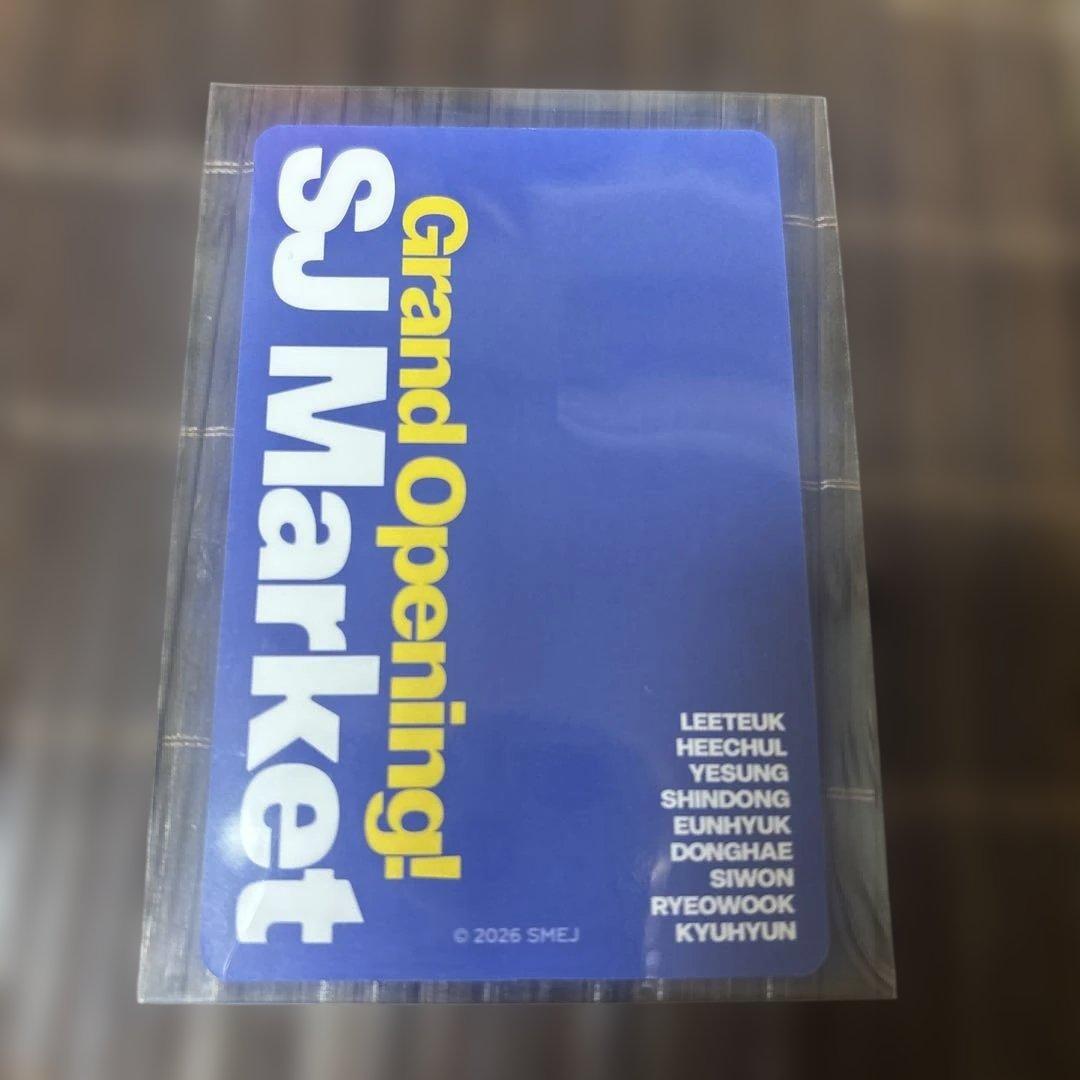 SJ Market
Grand Opening!
LEETEUK
HEECHUL
YESUNG
SHINDONG
EUNHYUK
DONGHAE
SIWON
RYEOWOOK
KYUHYUN
© 2026 SMEJ